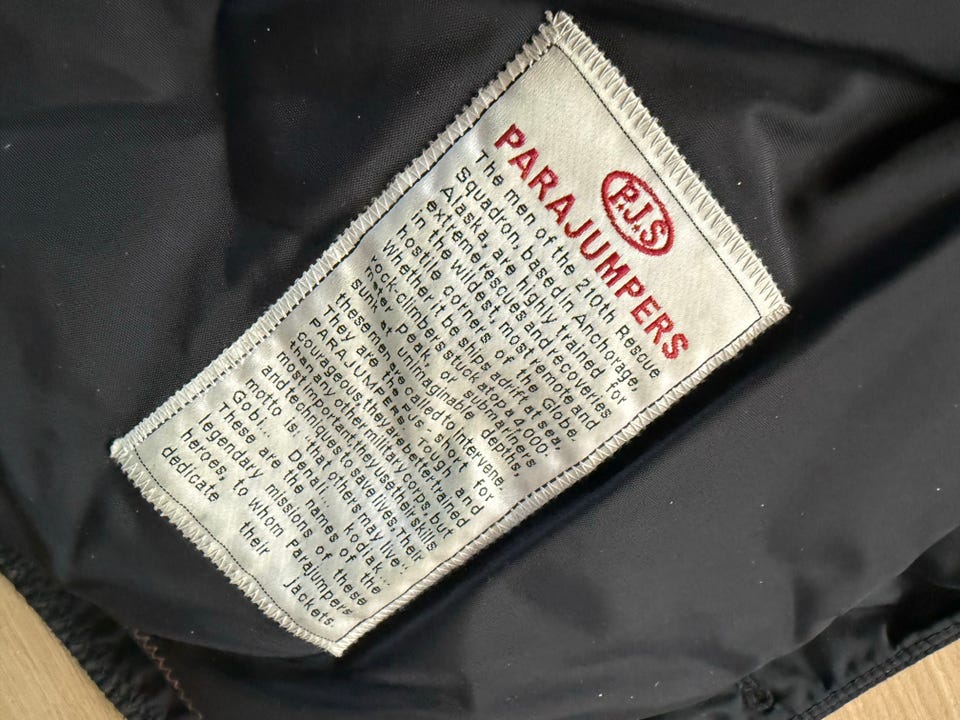 P.J.S
PARAJUMPERS
The men of the 210th Rescue
Squadron, based in Anchorage,
Alaska, are highly trained for
extreme rescues and recoveries
in the wildest, most remote and
hostile corners of the Globe.
Whether it be ships adrift at sea,
rock-climbers stuck atop a 4,000-
meter peak, or submariners
sunk at unimaginable depths,
these men are called to intervene.
They are the PJs, short for
PARAJUMPERS. Tough and
courageous, they are better trained
than any other military corps, but
most important, they use their skills
and techniques to save lives. Their
motto is: "that others may live"
Gobi... Denali... kodiak...
These are the names of the
legendary missions of these
heroes, to whom Parajumpers
dedicate their jackets.